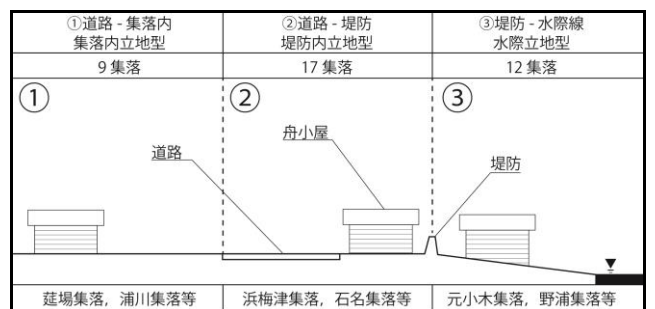 ①道路 - 集落内
集落内立地型
②道路 - 堤防
堤防内立地型
③堤防 - 水際線
水際立地型
9 集落
17 集落
12 集落
①
②
③
道路
舟小屋
堤防
莚場集落，浦川集落等
浜梅津集落，石名集落等
元小木集落，野浦集落等